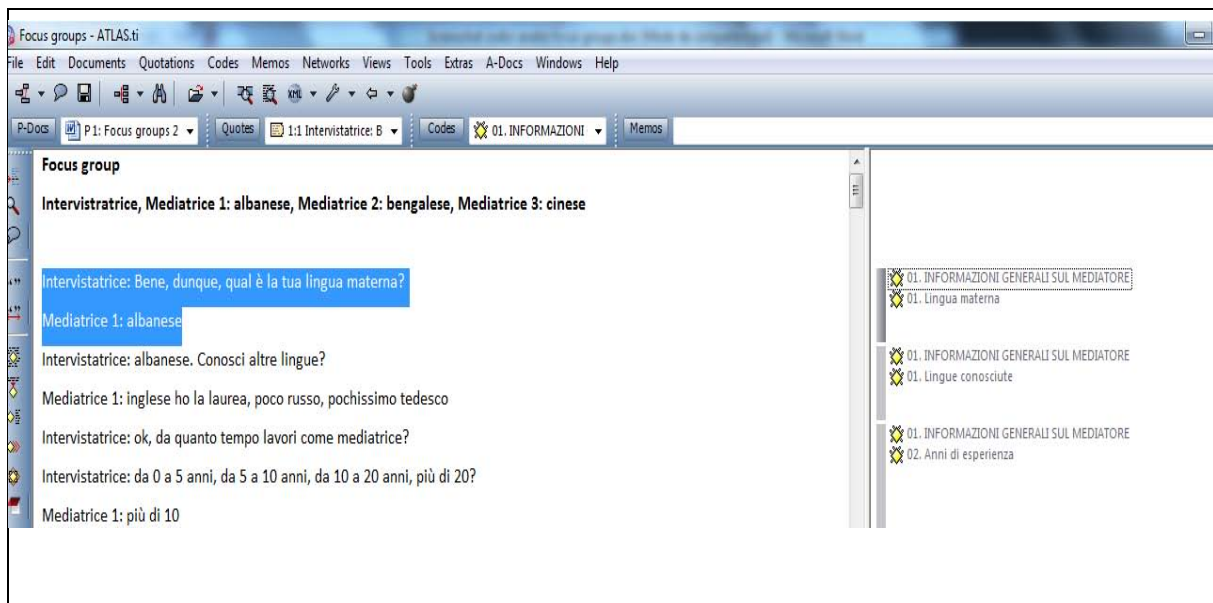 Focus groups - ATLAS.ti
File Edit Documents Quotations Codes Memos Networks Views Tools Extras A-Docs Windows Help
P-Docs P 1: Focus groups 2 Quotes 1:1 Intervistatrice: B Codes 01. INFORMAZIONI Memos
Focus group
Intervistratrice, Mediatrice 1: albanese, Mediatrice 2: bengalese, Mediatrice 3: cinese
Intervistatrice: Bene, dunque, qual è la tua lingua materna?
Mediatrice 1: albanese
Intervistatrice: albanese. Conosci altre lingue?
Mediatrice 1: inglese ho la laurea, poco russo, pochissimo tedesco
Intervistatrice: ok, da quanto tempo lavori come mediatrice?
Intervistatrice: da 0 a 5 anni, da 5 a 10 anni, da 10 a 20 anni, più di 20?
Mediatrice 1: più di 10
01. INFORMAZIONI GENERALI SUL MEDIATORE
01. Lingua materna
01. INFORMAZIONI GENERALI SUL MEDIATORE
01. Lingue conosciute
01. INFORMAZIONI GENERALI SUL MEDIATORE
02. Anni di esperienza